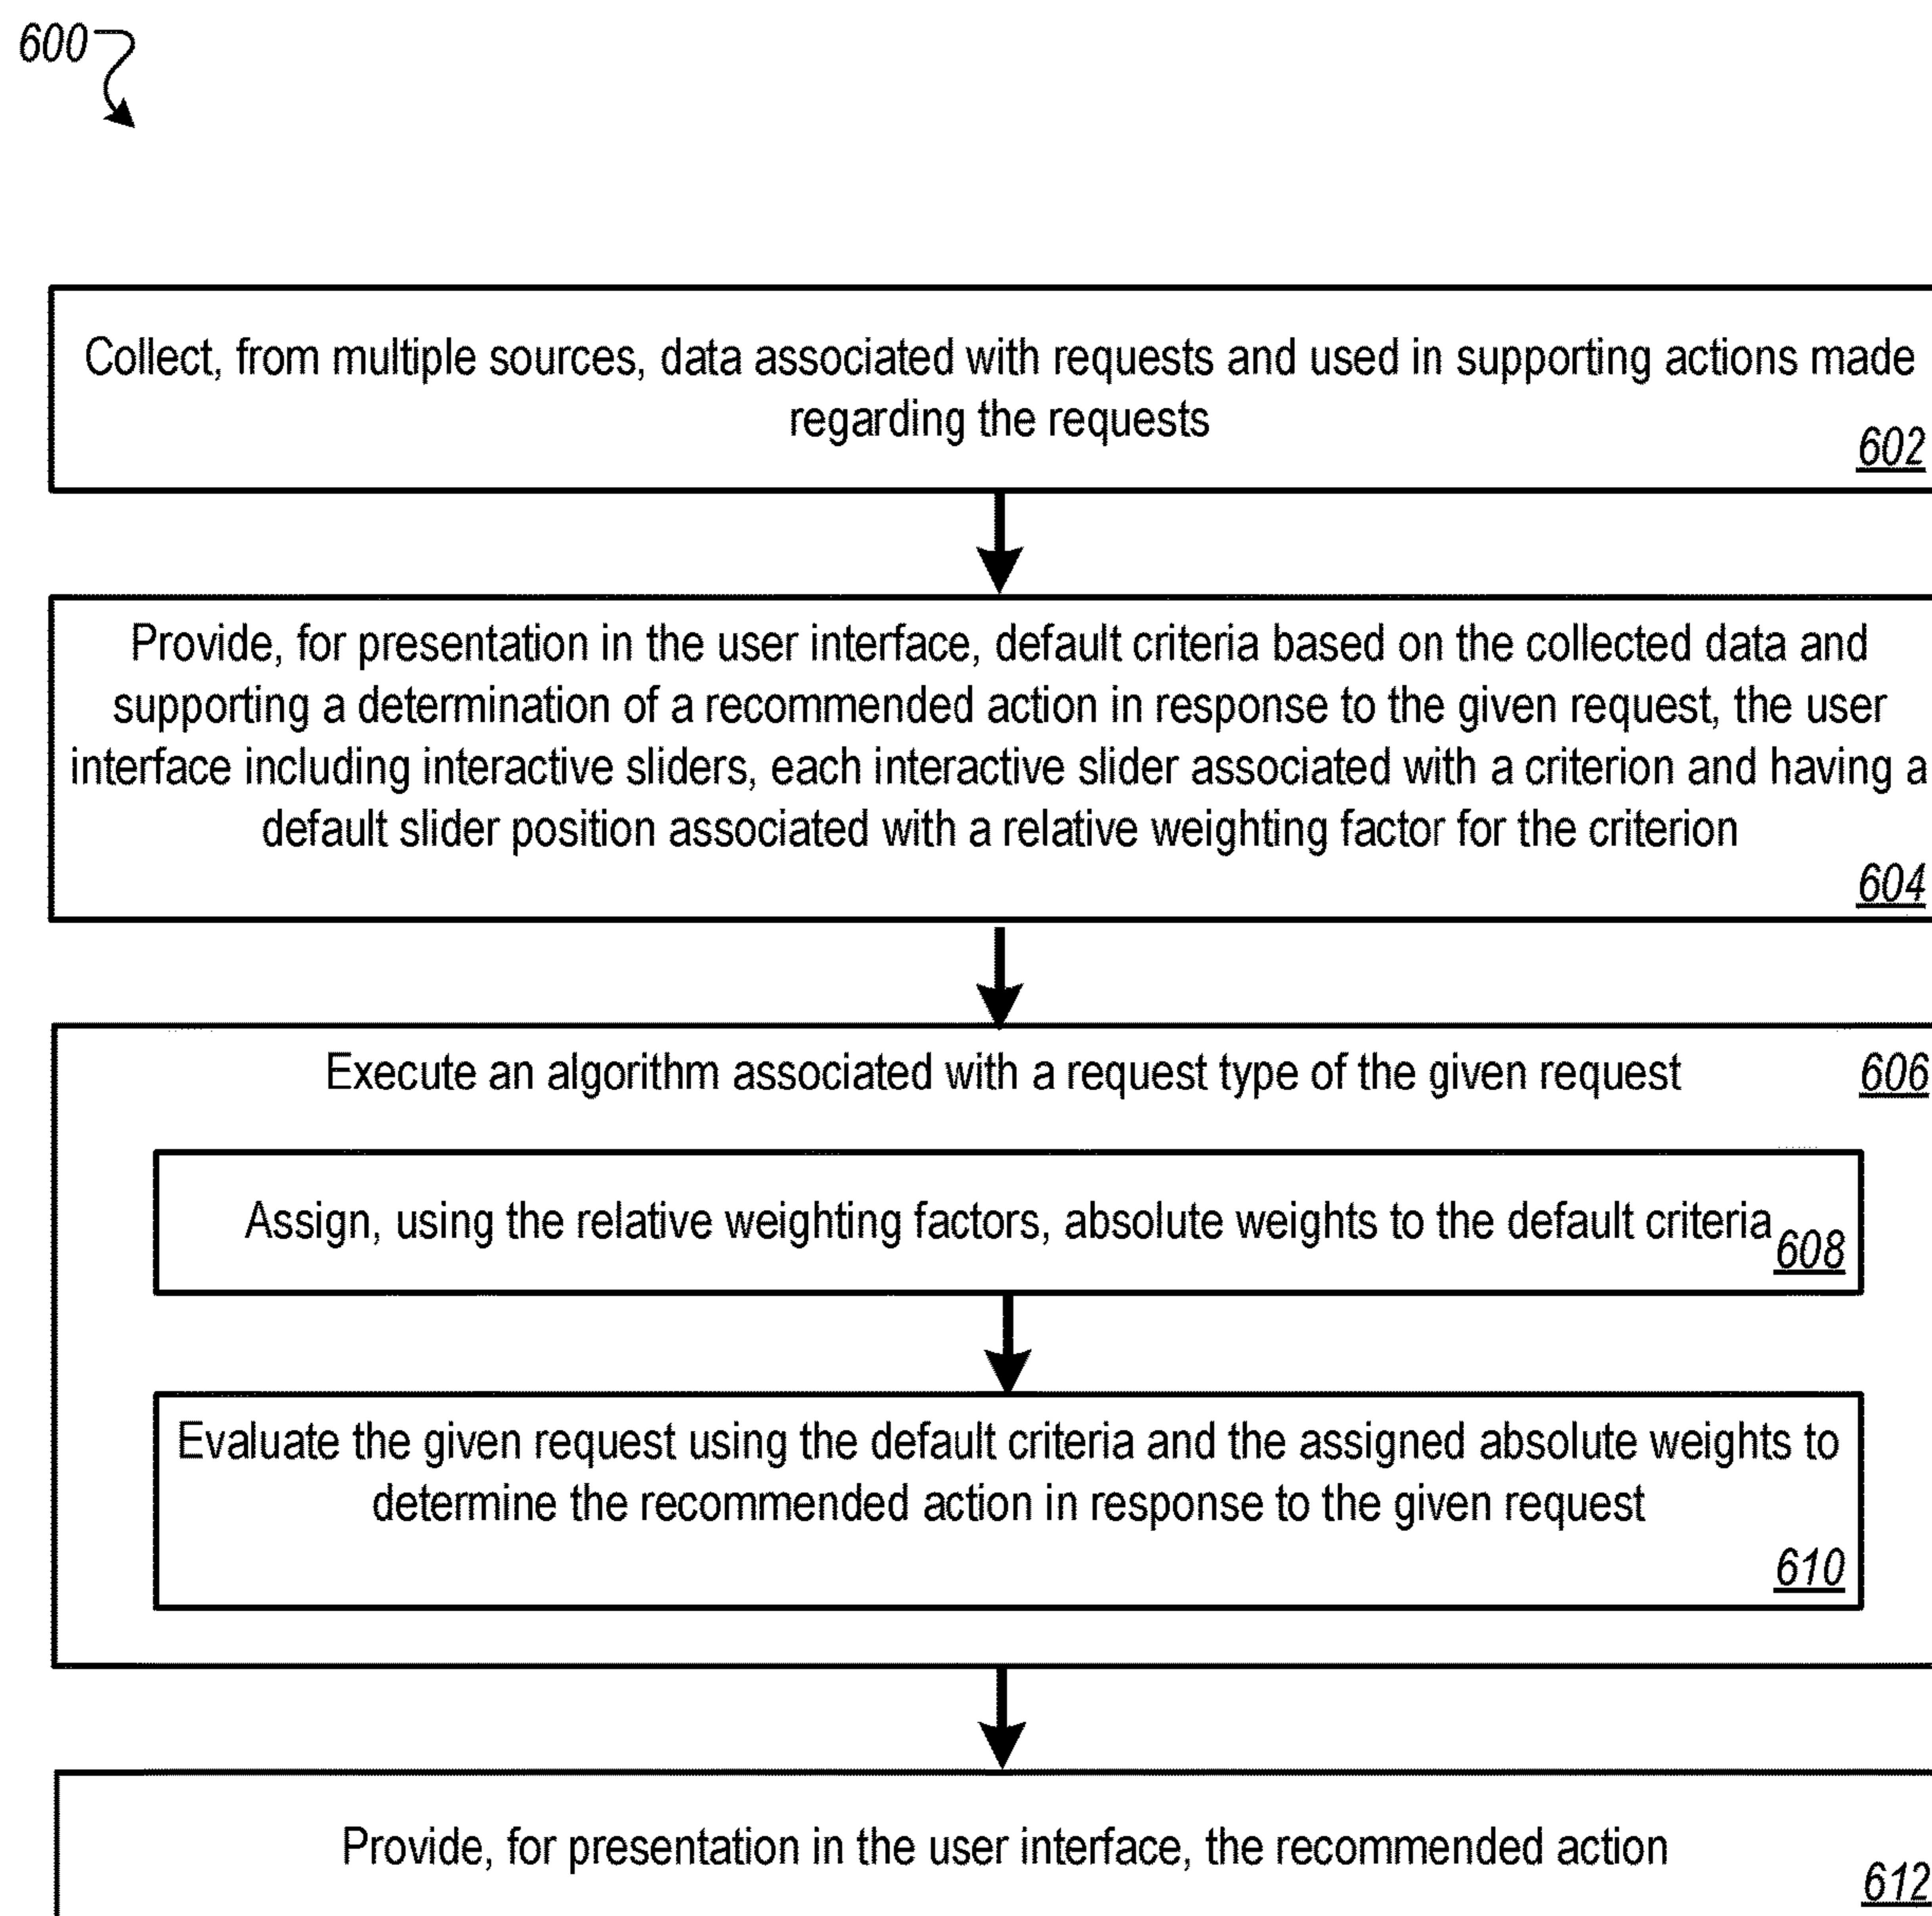 600
Collect, from multiple sources, data associated with requests and used in supporting actions made
regarding the requests
602
Provide, for presentation in the user interface, default criteria based on the collected data and
supporting a determination of a recommended action in response to the given request, the user
interface including interactive sliders, each interactive slider associated with a criterion and having a
default slider position associated with a relative weighting factor for the criterion
604
Execute an algorithm associated with a request type of the given request
606
Assign, using the relative weighting factors, absolute weights to the default criteria
608
Evaluate the given request using the default criteria and the assigned absolute weights to
determine the recommended action in response to the given request
610
Provide, for presentation in the user interface, the recommended action
612